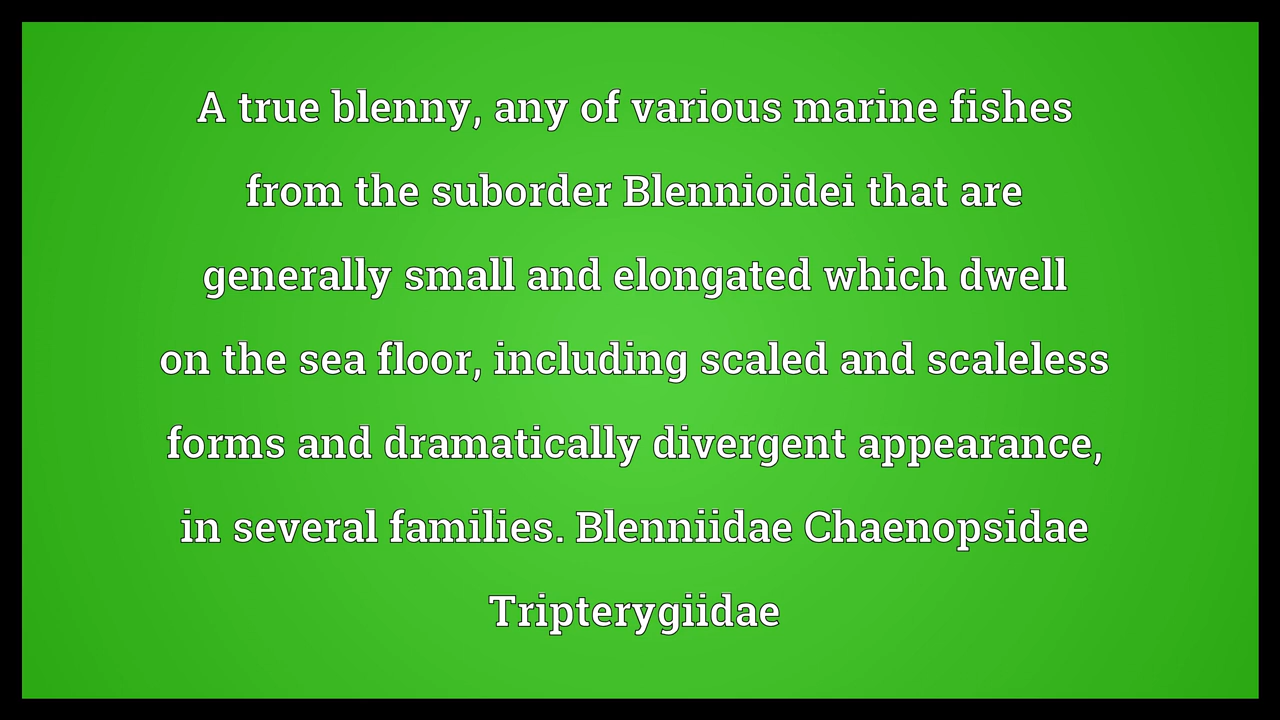 A true blenny, any of various marine fishes
from the suborder Blennioidei that are
generally small and elongated which dwell
on the sea floor, including scaled and scaleless
forms and dramatically divergent appearance,
in several families. Blenniidae Chaenopsidae
Tripterygiidae